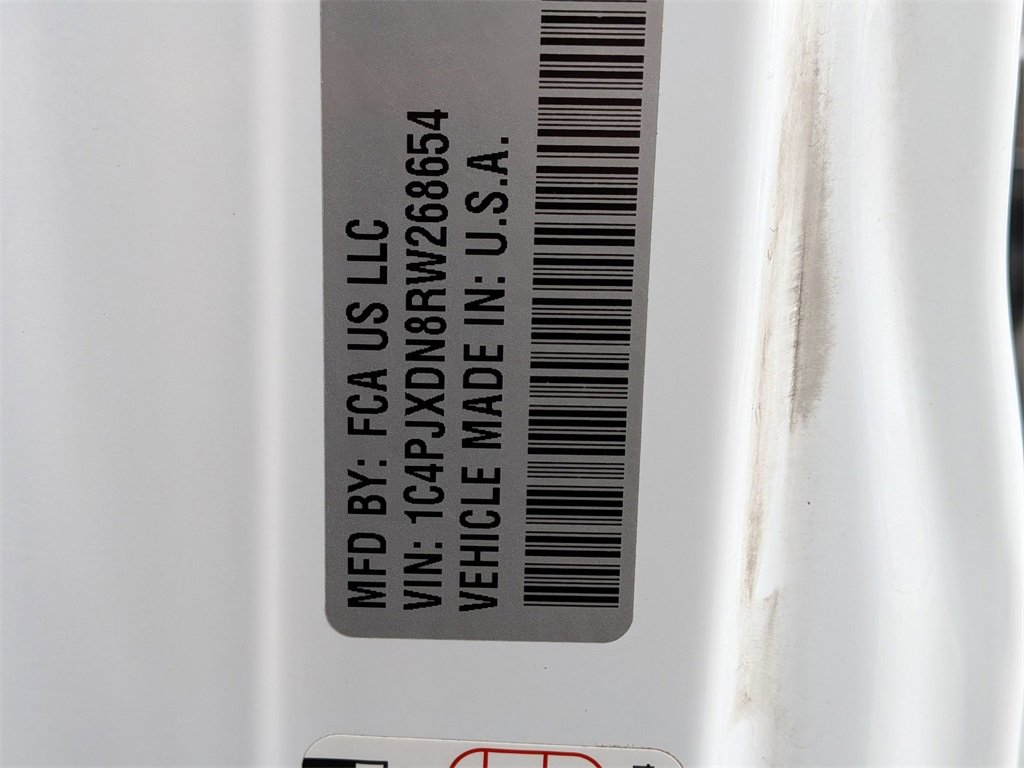 MFD BY: FCA US LLC
VIN: 1C4PJXDN8RW268654
VEHICLE MADE IN: U.S.A.